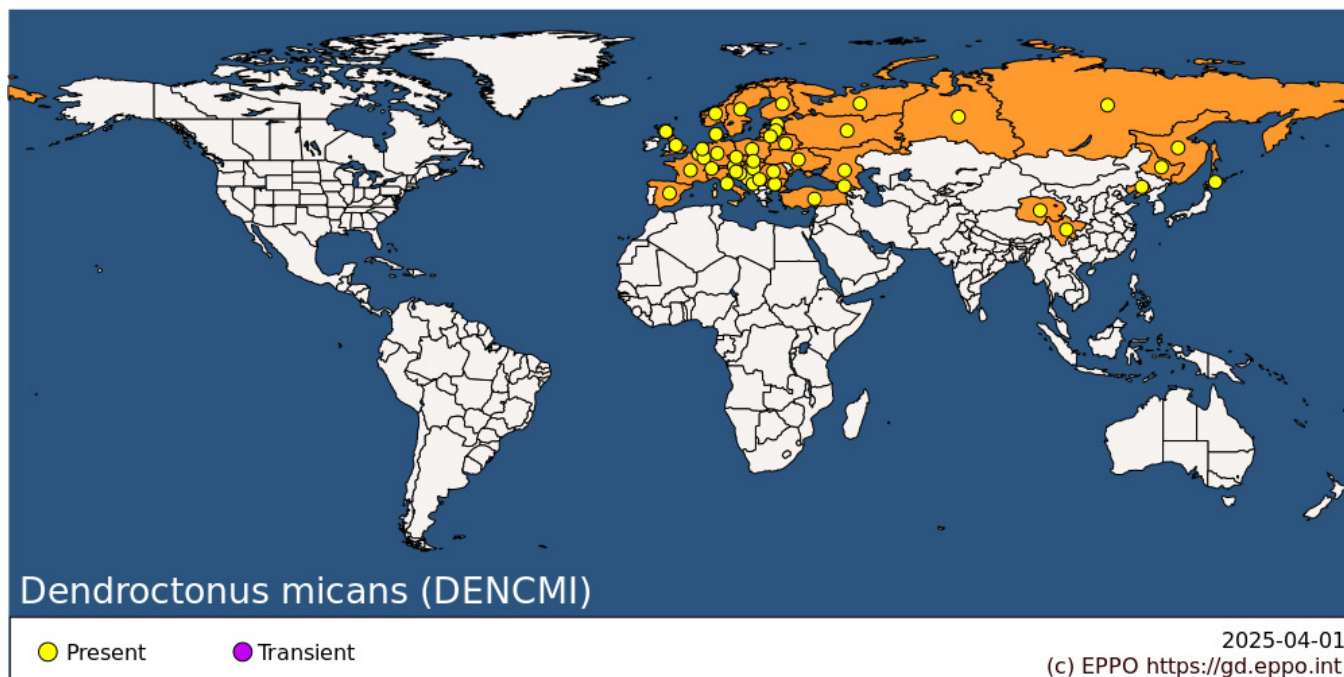 Dendroctonus micans (DENCMI)
Present
Transient
2025-04-01
(c) EPPO https://gd.eppo.int